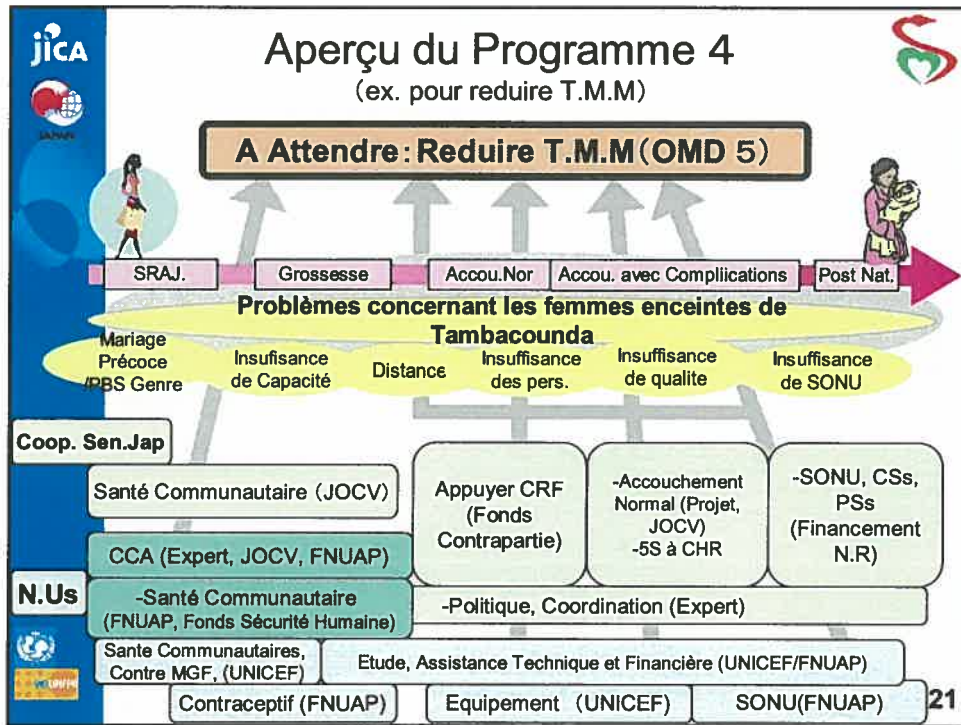 jICA
Aperçu du Programme 4
(ex. pour reduire T.M.M)
JAPAN
A Attendre: Reduire T.M.M(OMD 5)
SRAJ.
Grossesse
Accou.Nor
Accou. avec Compliications
Post Nat.
Problèmes concernant les femmes enceintes de
Tambacounda
Mariage
Précoce
/PBS Genre
Insufisance
de Capacité
Distance
Insuffisance
des pers.
Insuffisance
de qualite
Insuffisance
de SONU
Coop. Sen.Jap
Santé Communautaire (JOCV)
Appuyer CRF
(Fonds
Contrapartie)
-Accouchement
Normal (Projet,
JOCV)
-5S à CHR
-SONU, CSs,
PSs
(Financement
N.R)
CCA (Expert, JOCV, FNUAP)
N.Us
-Santé Communautaire
(FNUAP, Fonds Sécurité Humaine)
-Politique, Coordination (Expert)
Sante Communautaires,
Contre MGF, (UNICEF)
Etude, Assistance Technique et Financière (UNICEF/FNUAP)
Contraceptif (FNUAP)
Equipement (UNICEF)
SONU(FNUAP)
21